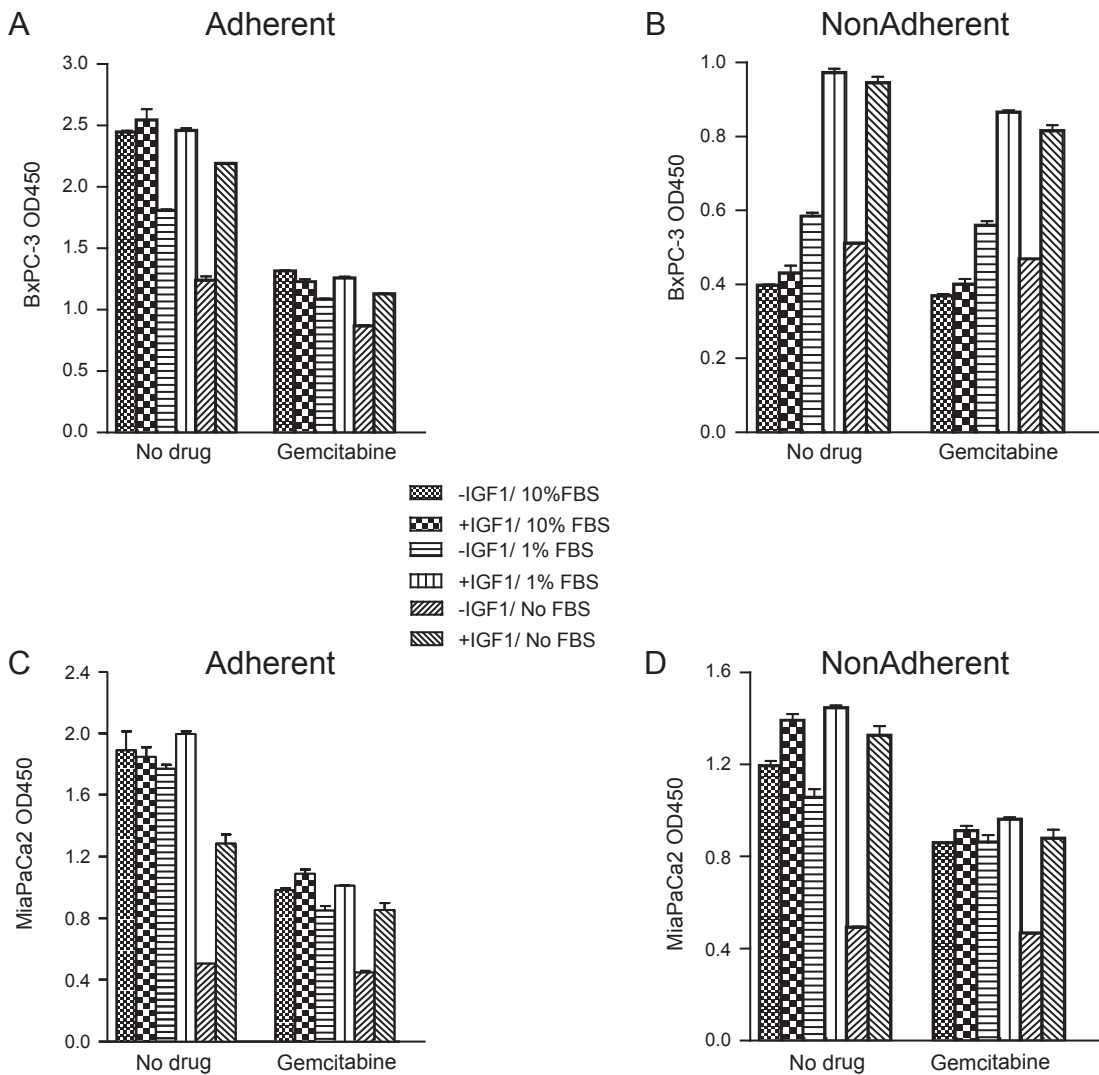 A Adherent
3.0
2.5
2.0
1.5
1.0
0.5
0.0
BxPC-3 OD450
No drug Gemcitabine
B NonAdherent
1.0
0.8
0.6
0.4
0.2
0.0
BxPC-3 OD450
No drug Gemcitabine
-IGF1/ 10%FBS
+IGF1/ 10% FBS
-IGF1/ 1% FBS
+IGF1/ 1% FBS
-IGF1/ No FBS
+IGF1/ No FBS
C Adherent
2.4
2.0
1.6
1.2
0.8
0.4
0.0
MiaPaCa2 OD450
No drug Gemcitabine
D NonAdherent
1.6
1.2
0.8
0.4
0.0
MiaPaCa2 OD450
No drug Gemcitabine